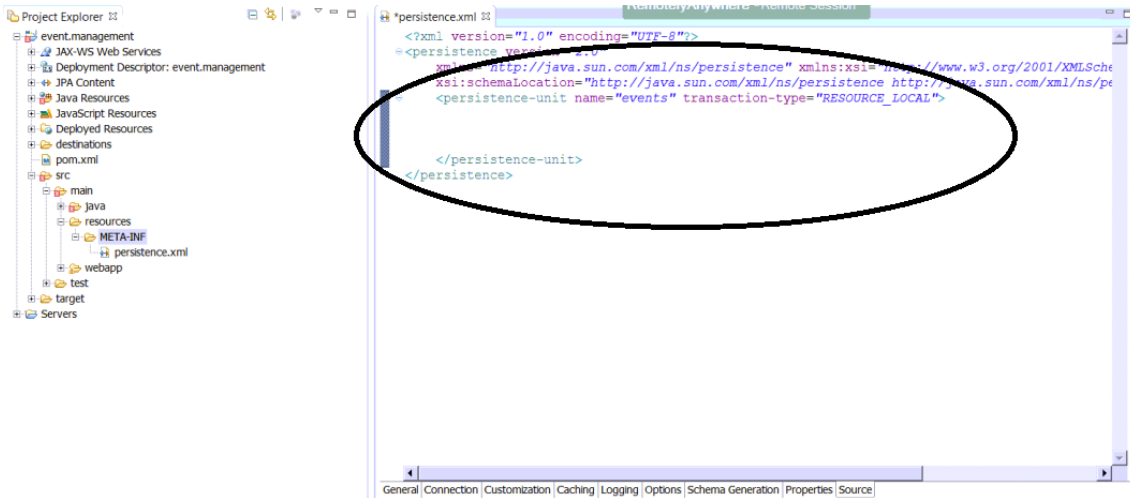 Project Explorer
event.management
JAX-WS Web Services
Deployment Descriptor: event.management
JPA Content
Java Resources
JavaScript Resources
Deployed Resources
destinations
pom.xml
src
main
java
resources
META-INF
persistence.xml
webapp
test
target
Servers
RemotelyAnywhere - Remote Session
*persistence.xml
<?xml version="1.0" encoding="UTF-8"?>
<persistence version="2.0"
xmlns="http://java.sun.com/xml/ns/persistence" xmlns:xsi="http://www.w3.org/2001/XMLSche
xsi:schemaLocation="http://java.sun.com/xml/ns/persistence http://java.sun.com/xml/ns/pe
<persistence-unit name="events" transaction-type="RESOURCE_LOCAL">
</persistence-unit>
</persistence>
General Connection Customization Caching Logging Options Schema Generation Properties Source